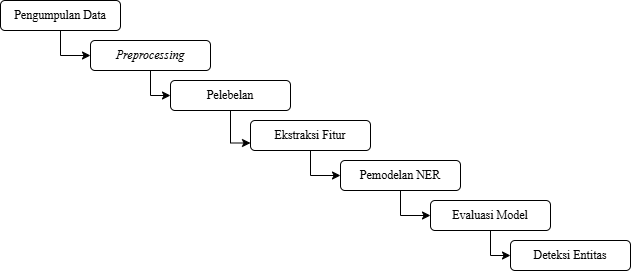 Pengumpulan Data
Preprocessing
Pelebelan
Ekstraksi Fitur
Pemodelan NER
Evaluasi Model
Deteksi Entitas